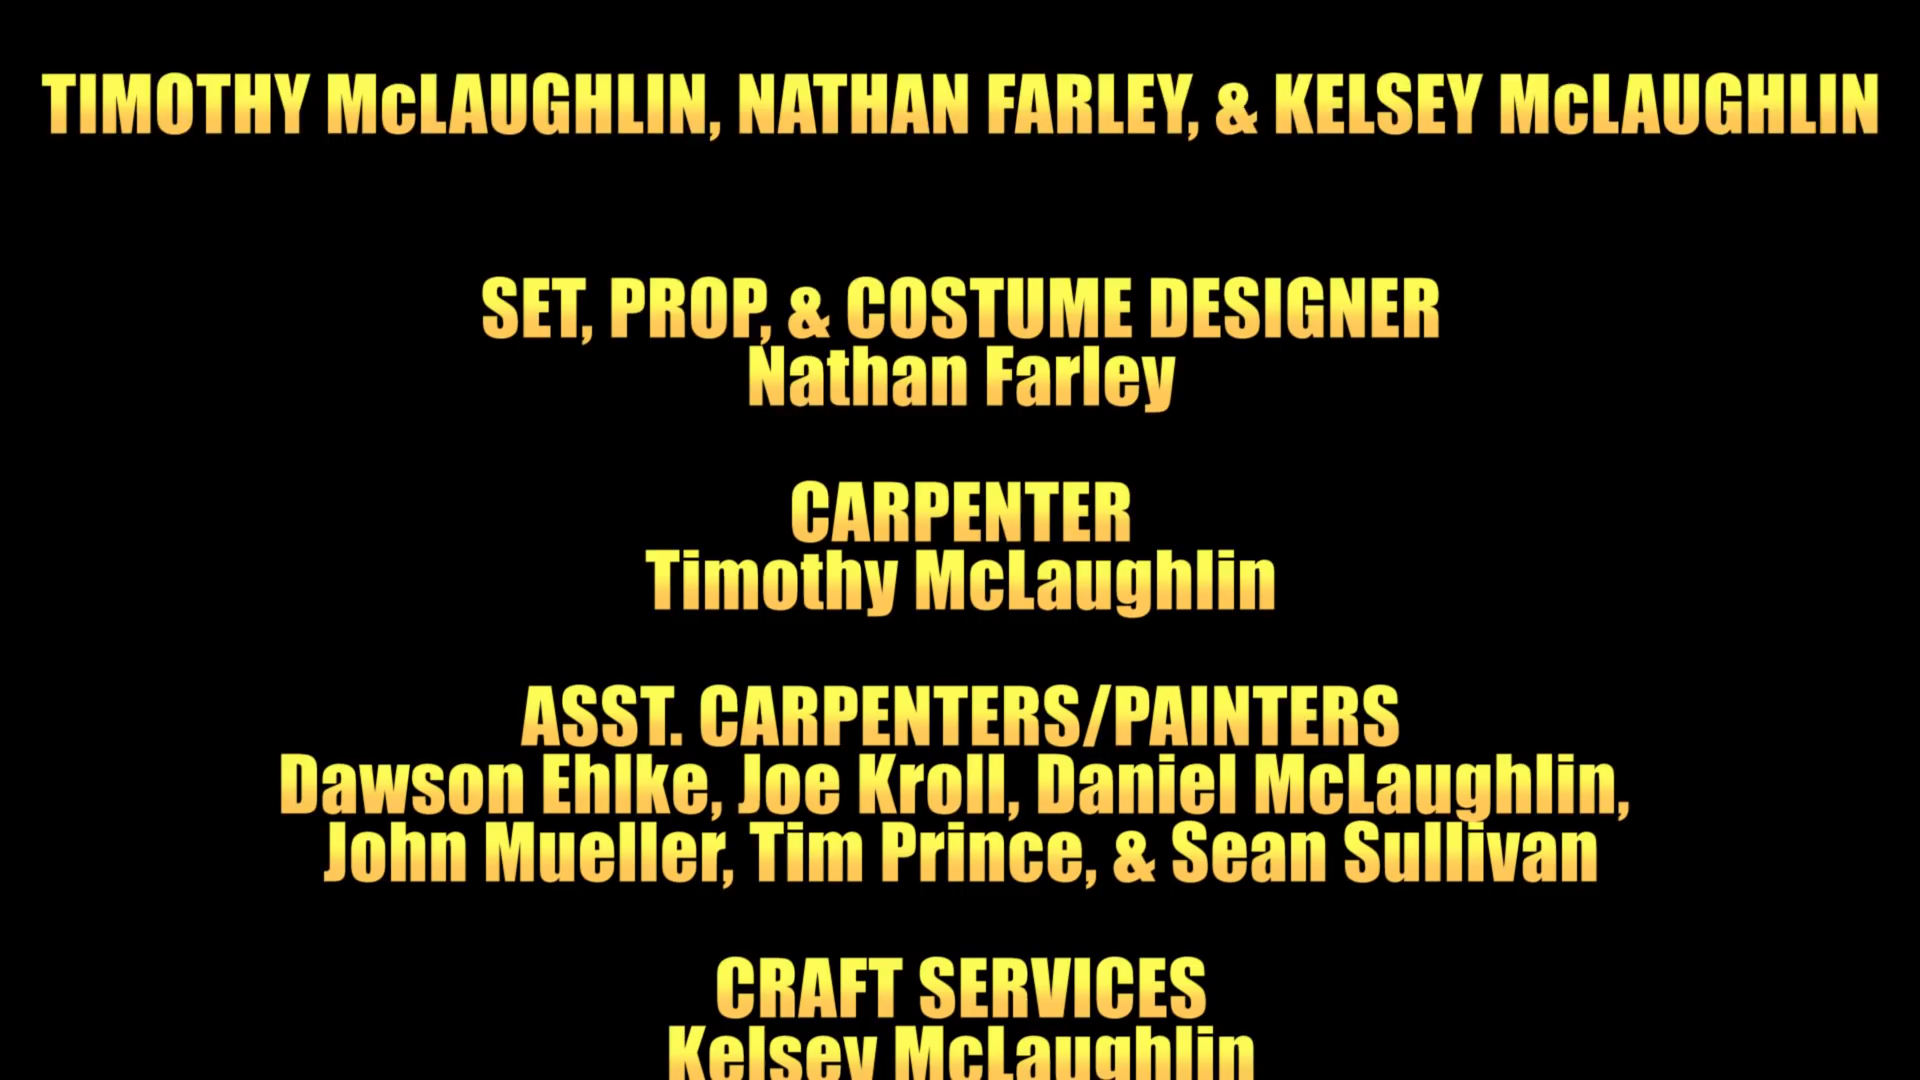 TIMOTHY McLAUGHLIN, NATHAN FARLEY, & KELSEY McLAUGHLIN
SET, PROP, & COSTUME DESIGNER
Nathan Farley
CARPENTER
Timothy McLaughlin
ASST. CARPENTERS/PAINTERS
Dawson Ehlke, Joe Kroll, Daniel McLaughlin,
John Mueller, Tim Prince, & Sean Sullivan
CRAFT SERVICES
Kelsey McLaughlin